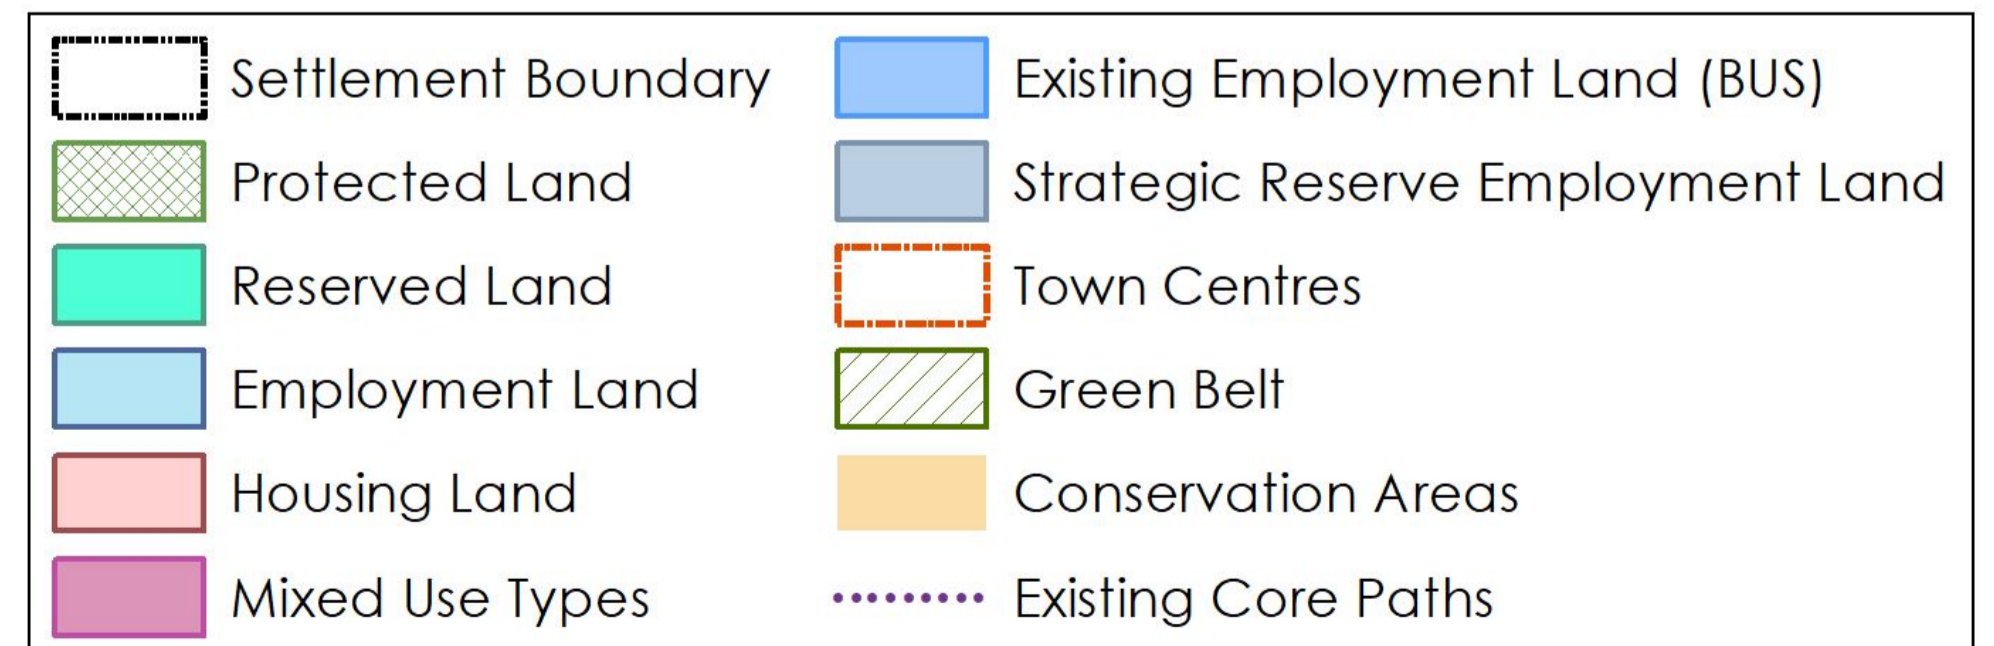 Settlement Boundary
Protected Land
Reserved Land
Employment Land
Housing Land
Mixed Use Types
Existing Employment Land (BUS)
Strategic Reserve Employment Land
Town Centres
Green Belt
Conservation Areas
Existing Core Paths